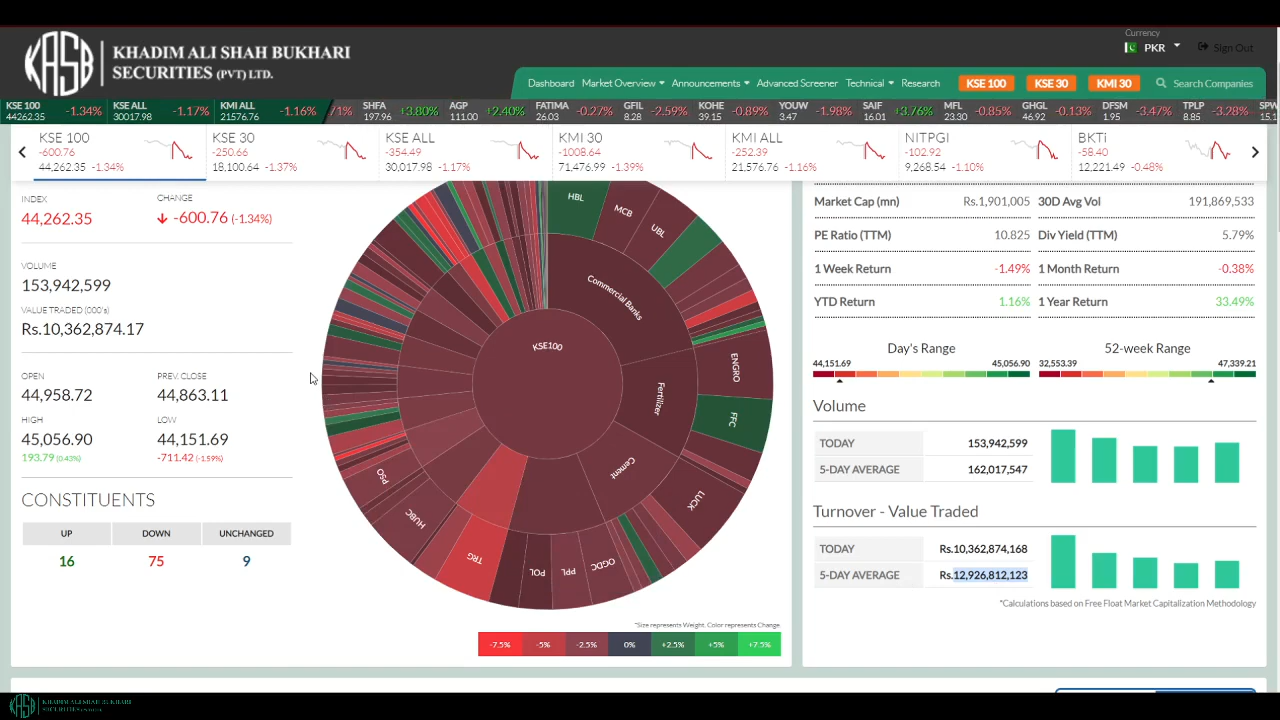 Currency
PKR
Sign Out
KASB
KHADIM ALI SHAH BUKHARI
SECURITIES (PVT) LTD.
Dashboard Market Overview Announcements Advanced Screener Technical Research KSE 100 KSE 30 KMI 30 Search Companies
KSE 100 -1.34% KSE ALL -1.17% KMI ALL -1.16% SHFA +3.80% AGP +2.40% FATIMA -0.27% GFIL -2.59% KOHE -0.89% YOUW -1.98% SAIF +3.76% MFL -0.85% GHGL -0.13% DFSM -3.47% TPLP -3.28%
44262.35 30017.98 21576.76 197.96 111.00 26.03 8.28 39.15 3.47 16.01 23.30 46.92 1.95 8.85
KSE 100 KSE 30 KSE ALL KMI 30 KMI ALL NITPGI BKTi
-600.76 -250.66 -354.49 -1008.64 -252.39 -102.92 -58.40
44,262.35 -1.34% 18,100.64 -1.37% 30,017.98 -1.17% 71,476.99 -1.39% 21,576.76 -1.16% 9,268.54 -1.10% 12,221.49 -0.48%
INDEX CHANGE
44,262.35 -600.76 (-1.34%)
VOLUME
153,942,599
VALUE TRADED (000's)
Rs.10,362,874.17
OPEN PREV. CLOSE
44,958.72 44,863.11
HIGH LOW
45,056.90 44,151.69
193.79 (0.43%) -711.42 (-1.59%)
CONSTITUENTS
UP DOWN UNCHANGED
16 75 9
HBL
MCB
UBL
Commercial Banks
KSE100
ENGRO
Fertilizer
FFC
Cement
LUCK
OGDC
PPL
POL
TRG
HUBC
PSO
*Size represents Weight. Color represents Change
-7.5% -5% -2.5% 0% +2.5% +5% +7.5%
Market Cap (mn) Rs.1,901,005 30D Avg Vol 191,869,533
PE Ratio (TTM) 10.825 Div Yield (TTM) 5.79%
1 Week Return -1.49% 1 Month Return -0.38%
YTD Return 1.16% 1 Year Return 33.49%
Day's Range 52-week Range
44,151.69 45,056.90 32,553.39 47,339.21
Volume
TODAY 153,942,599
5-DAY AVERAGE 162,017,547
Turnover - Value Traded
TODAY Rs.10,362,874,168
5-DAY AVERAGE Rs.12,926,812,123
*Calculations based on Free Float Market Capitalization Methodology
KASB KHADIM ALI SHAH BUKHARI